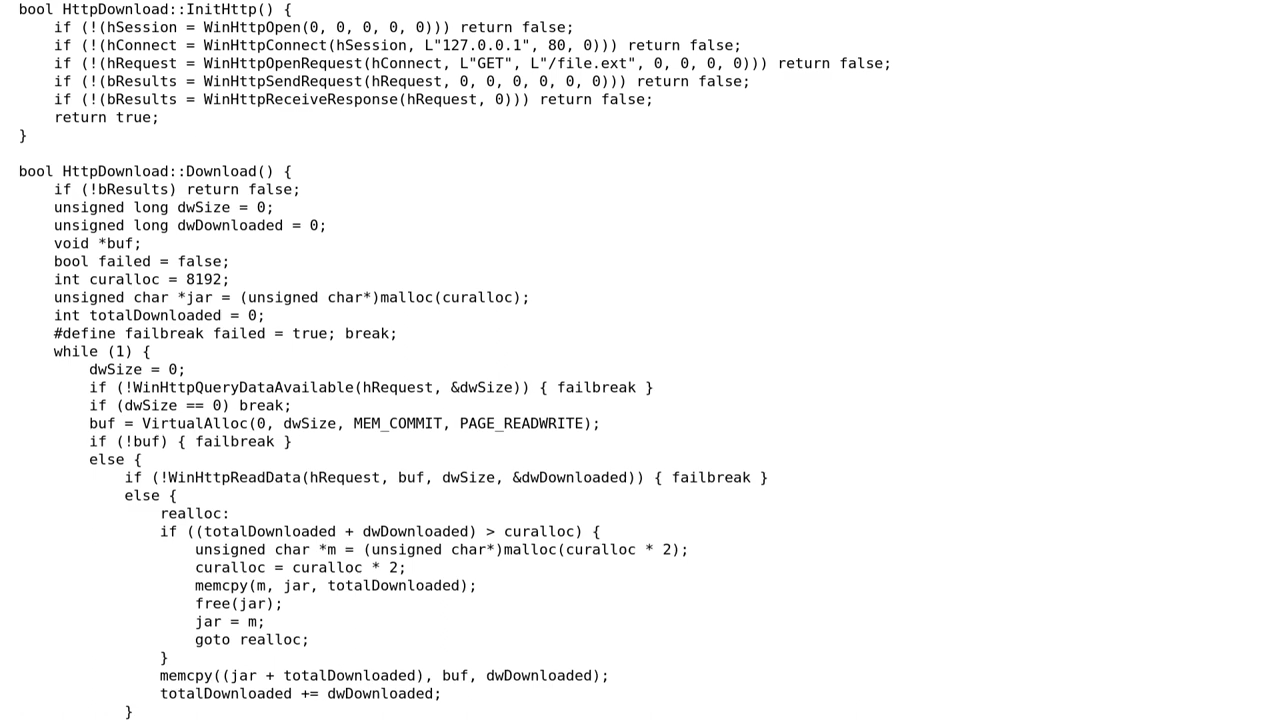 bool HttpDownload::InitHttp() {
    if (!(hSession = WinHttpOpen(0, 0, 0, 0, 0))) return false;
    if (!(hConnect = WinHttpConnect(hSession, L"127.0.0.1", 80, 0))) return false;
    if (!(hRequest = WinHttpOpenRequest(hConnect, L"GET", L"/file.ext", 0, 0, 0, 0))) return false;
    if (!(bResults = WinHttpSendRequest(hRequest, 0, 0, 0, 0, 0, 0))) return false;
    if (!(bResults = WinHttpReceiveResponse(hRequest, 0))) return false;
    return true;
}

bool HttpDownload::Download() {
    if (!bResults) return false;
    unsigned long dwSize = 0;
    unsigned long dwDownloaded = 0;
    void *buf;
    bool failed = false;
    int curalloc = 8192;
    unsigned char *jar = (unsigned char*)malloc(curalloc);
    int totalDownloaded = 0;
    #define failbreak failed = true; break;
    while (1) {
        dwSize = 0;
        if (!WinHttpQueryDataAvailable(hRequest, &dwSize)) { failbreak }
        if (dwSize == 0) break;
        buf = VirtualAlloc(0, dwSize, MEM_COMMIT, PAGE_READWRITE);
        if (!buf) { failbreak }
        else {
            if (!WinHttpReadData(hRequest, buf, dwSize, &dwDownloaded)) { failbreak }
            else {
                realloc:
                if ((totalDownloaded + dwDownloaded) > curalloc) {
                    unsigned char *m = (unsigned char*)malloc(curalloc * 2);
                    curalloc = curalloc * 2;
                    memcpy(m, jar, totalDownloaded);
                    free(jar);
                    jar = m;
                    goto realloc;
                }
                memcpy((jar + totalDownloaded), buf, dwDownloaded);
                totalDownloaded += dwDownloaded;
            }